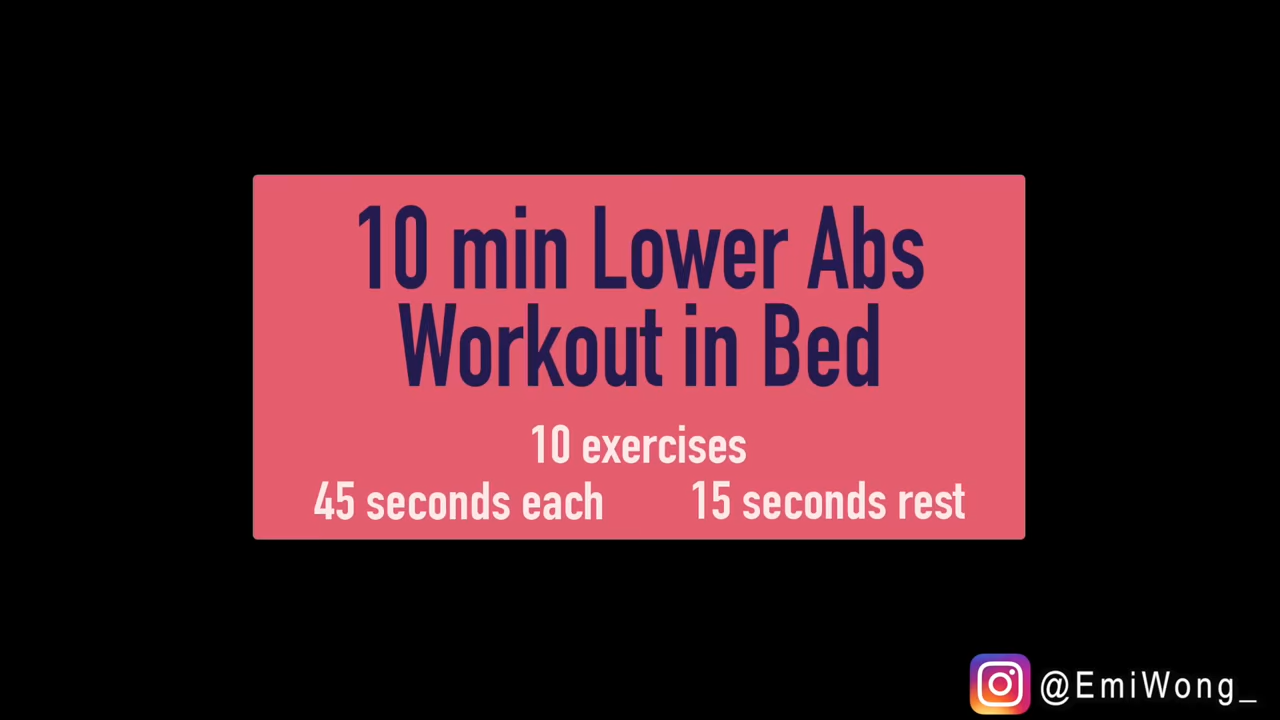 10 min Lower Abs
Workout in Bed
10 exercises
45 seconds each 15 seconds rest
@EmiWong_